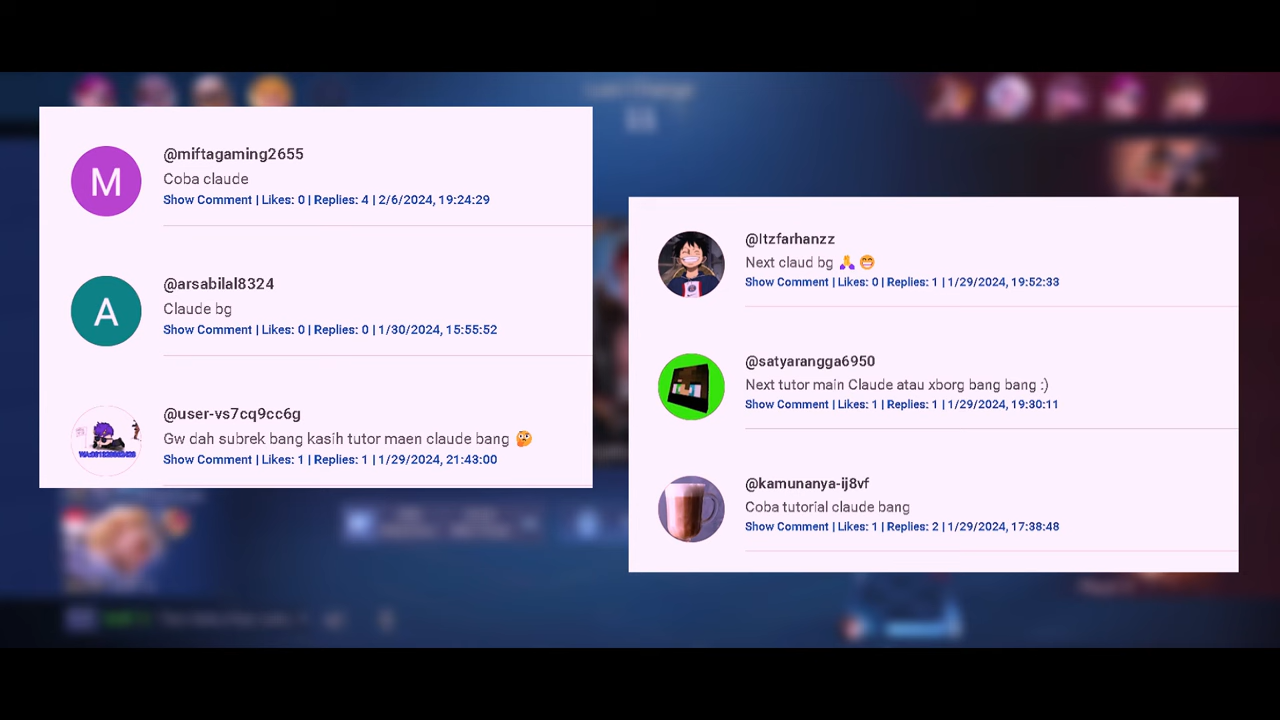 @miftagaming2655
Coba claude
Show Comment | Likes: 0 | Replies: 4 | 2/6/2024, 19:24:29
@arsabilal8324
Claude bg
Show Comment | Likes: 0 | Replies: 0 | 1/30/2024, 15:55:52
@user-vs7cq9cc6g
Gw dah subrek bang kasih tutor maen claude bang 🫣
Show Comment | Likes: 1 | Replies: 1 | 1/29/2024, 21:43:00
@Itzfarhanzz
Next claud bg 🙏😁
Show Comment | Likes: 0 | Replies: 1 | 1/29/2024, 19:52:33
@satyarangga6950
Next tutor main Claude atau xborg bang bang :)
Show Comment | Likes: 1 | Replies: 1 | 1/29/2024, 19:30:11
@kamunanya-ij8vf
Coba tutorial claude bang
Show Comment | Likes: 1 | Replies: 2 | 1/29/2024, 17:38:48
M
A